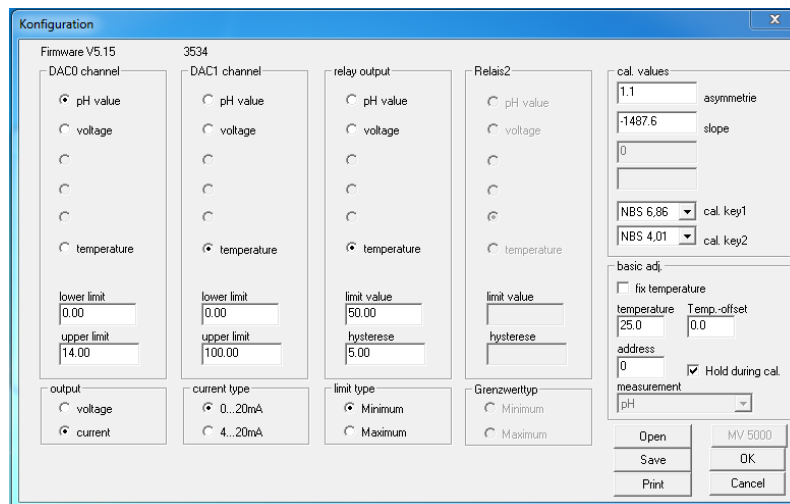 Konfiguration
Firmware V5.15 3534
DAC0 channel
pH value
voltage
temperature
lower limit
0.00
upper limit
14.00
output
voltage
current
DAC1 channel
pH value
voltage
temperature
lower limit
0.00
upper limit
100.00
current type
0...20mA
4...20mA
relay output
pH value
voltage
temperature
limit value
50.00
hysterese
5.00
limit type
Minimum
Maximum
Relais2
pH value
voltage
temperature
limit value
hysterese
Grenzwerttyp
Minimum
Maximum
cal. values
1.1 asymmetrie
-1487.6 slope
0
NBS 6,86 cal. key1
NBS 4,01 cal. key2
basic adj.
fix temperature
temperature Temp.-offset
25.0 0.0
address
0 Hold during cal.
measurement
pH
Open MV 5000
Save OK
Print Cancel